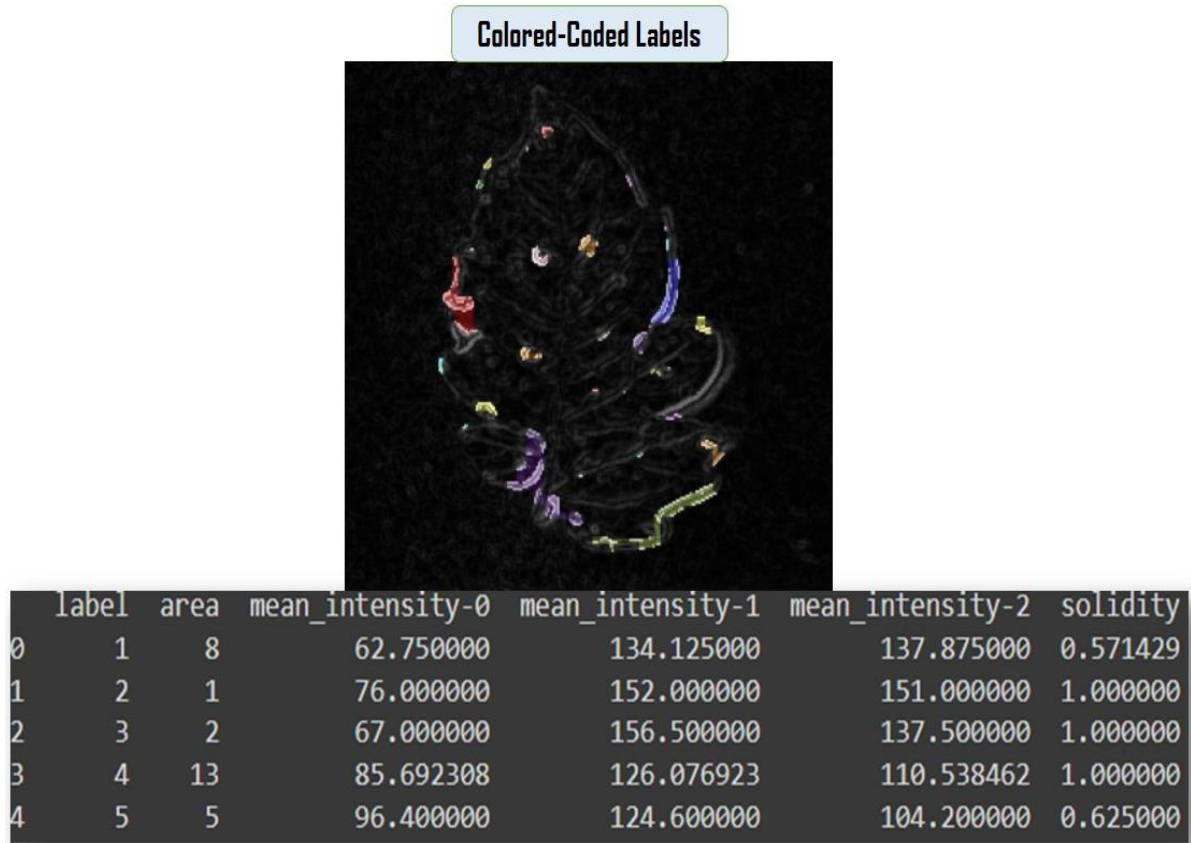 Colored-Coded Labels
label area mean_intensity-0 mean_intensity-1 mean_intensity-2 solidity
0 1 8 62.750000 134.125000 137.875000 0.571429
1 2 1 76.000000 152.000000 151.000000 1.000000
2 3 2 67.000000 156.500000 137.500000 1.000000
3 4 13 85.692308 126.076923 110.538462 1.000000
4 5 5 96.400000 124.600000 104.200000 0.625000